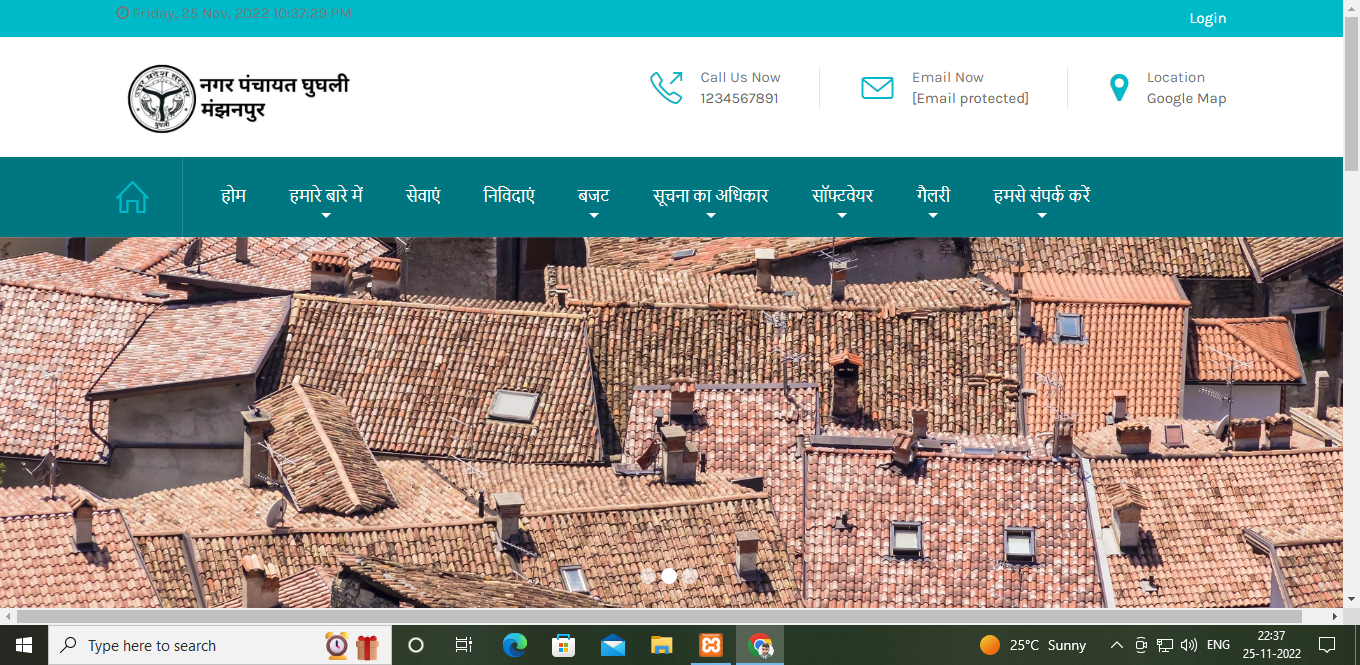 Friday, 25 Nov, 2022 10:37:29 PM
Login
नगर पंचायत घुघली
मंझनपुर
Call Us Now
1234567891
Email Now
[Email protected]
Location
Google Map
होम
हमारे बारे में
सेवाएं
निविदाएं
बजट
सूचना का अधिकार
सॉफ्टवेयर
गैलरी
हमसे संपर्क करें
Type here to search
25°C Sunny
ENG
22:37
25-11-2022